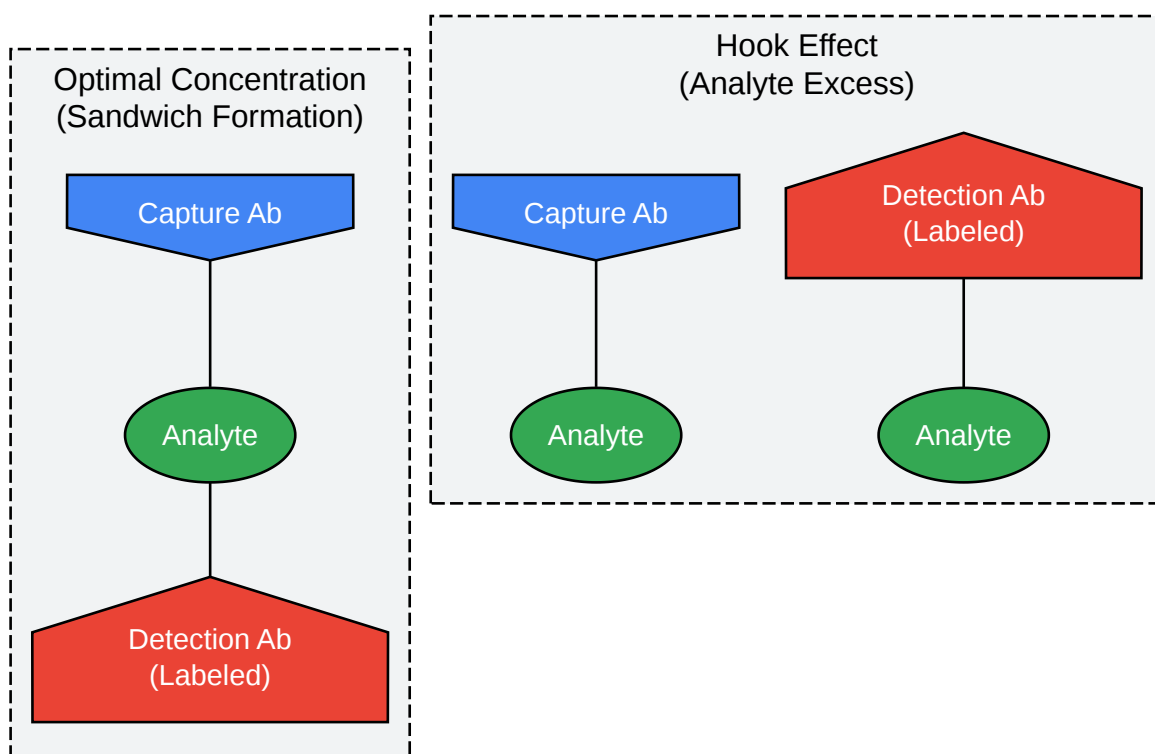 Optimal Concentration
(Sandwich Formation)
Capture Ab
Analyte
Detection Ab
(Labeled)
Hook Effect
(Analyte Excess)
Capture Ab
Detection Ab
(Labeled)
Analyte
Analyte